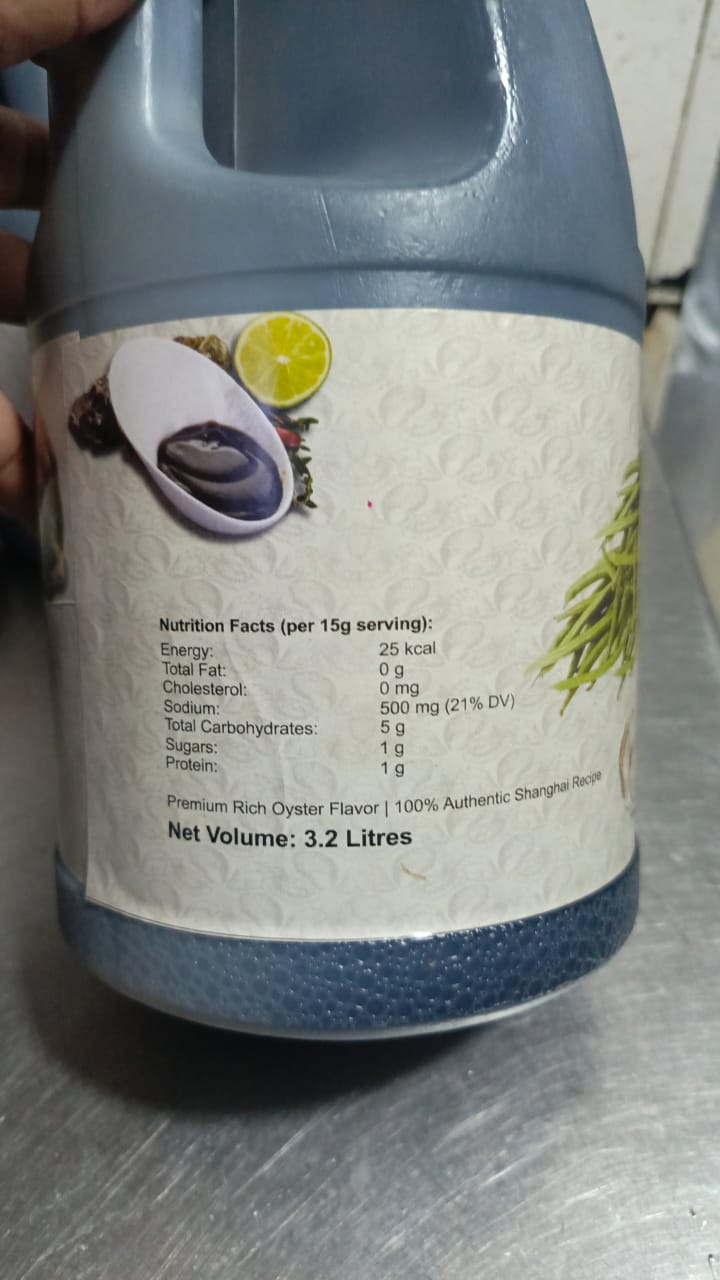 Nutrition Facts (per 15g serving):
Energy: 25 kcal
Total Fat: 0 g
Cholesterol: 0 mg
Sodium: 500 mg (21% DV)
Total Carbohydrates: 5 g
Sugars: 1 g
Protein: 1 g
Premium Rich Oyster Flavor | 100% Authentic Shanghai Recipe
Net Volume: 3.2 Litres